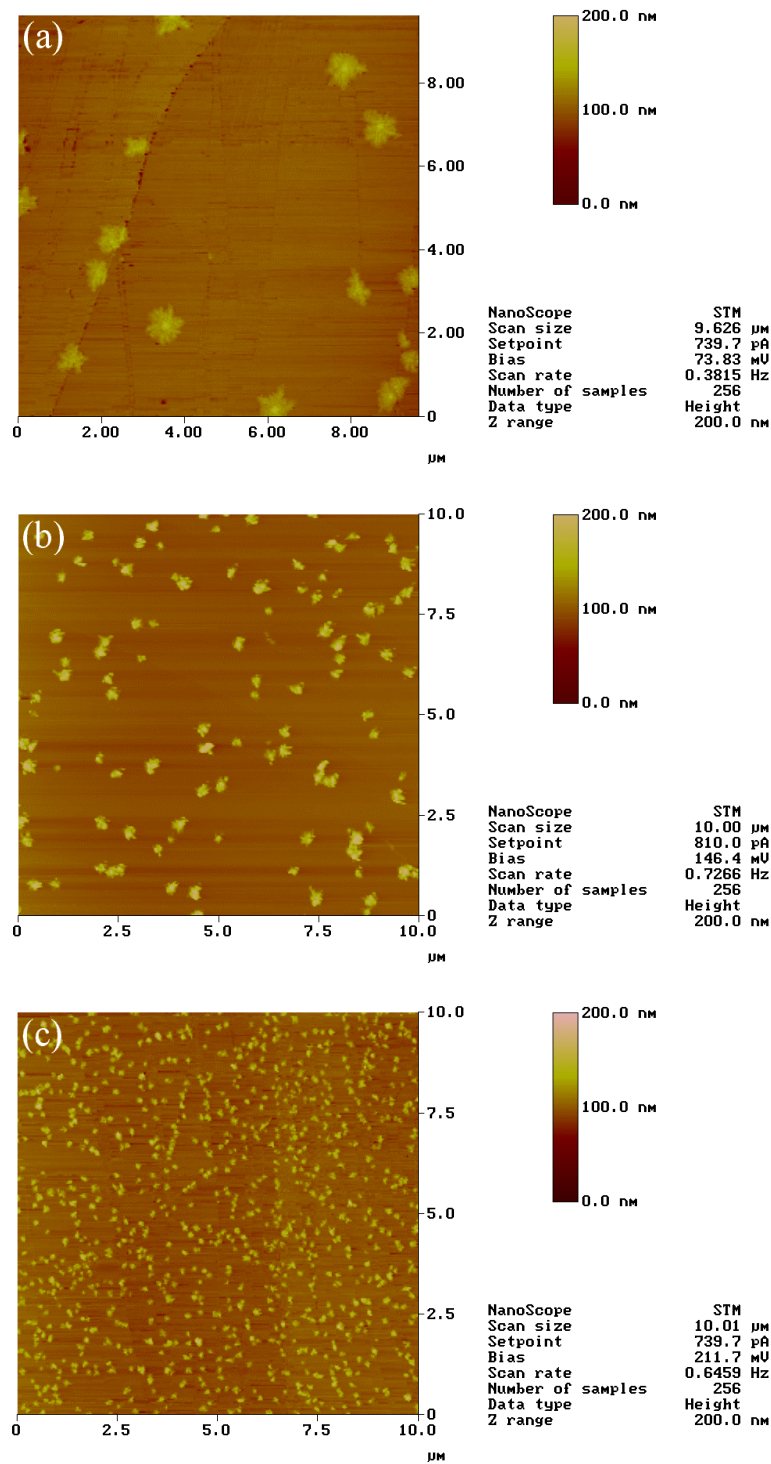 (a)
200.0 nm
100.0 nm
0.0 nm
8.00
6.00
4.00
2.00
0
0 2.00 4.00 6.00 8.00
μm
NanoScope STM
Scan size 9.626 μm
Setpoint 739.7 pA
Bias 73.83 mV
Scan rate 0.3815 Hz
Number of samples 256
Data type Height
Z range 200.0 nm
(b)
200.0 nm
100.0 nm
0.0 nm
10.0
7.5
5.0
2.5
0
0 2.5 5.0 7.5 10.0
μm
NanoScope STM
Scan size 10.00 μm
Setpoint 810.0 pA
Bias 146.4 mV
Scan rate 0.7266 Hz
Number of samples 256
Data type Height
Z range 200.0 nm
(c)
200.0 nm
100.0 nm
0.0 nm
10.0
7.5
5.0
2.5
0
0 2.5 5.0 7.5 10.0
μm
NanoScope STM
Scan size 10.01 μm
Setpoint 739.7 pA
Bias 211.7 mV
Scan rate 0.6459 Hz
Number of samples 256
Data type Height
Z range 200.0 nm